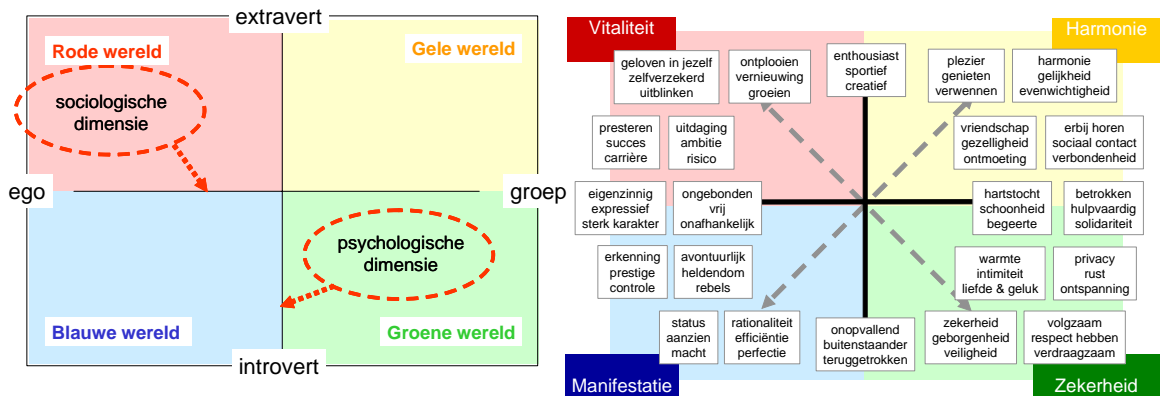 extravert
Rode wereld
Gele wereld
sociologische
dimensie
ego
groep
psychologische
dimensie
Blauwe wereld
Groene wereld
introvert
Vitaliteit
Harmonie
geloven in jezelf
zelfverzekerd
uitblinken
ontplooien
vernieuwing
groeien
enthousiast
sportief
creatief
plezier
genieten
verwennen
harmonie
gelijkheid
evenwichtigheid
presteren
succes
carrière
uitdaging
ambitie
risico
vriendschap
gezelligheid
ontmoeting
erbij horen
sociaal contact
verbondenheid
eigenzinnig
expressief
sterk karakter
ongebonden
vrij
onafhankelijk
hartstocht
schoonheid
begeerte
betrokken
hulpvaardig
solidariteit
erkenning
prestige
controle
avontuurlijk
heldendom
rebels
warmte
intimiteit
liefde & geluk
privacy
rust
ontspanning
status
aanzien
macht
rationaliteit
efficiëntie
perfectie
onopvallend
buitenstaander
teruggetrokken
zekerheid
geborgenheid
veiligheid
volgzaam
respect hebben
verdraagzaam
Manifestatie
Zekerheid